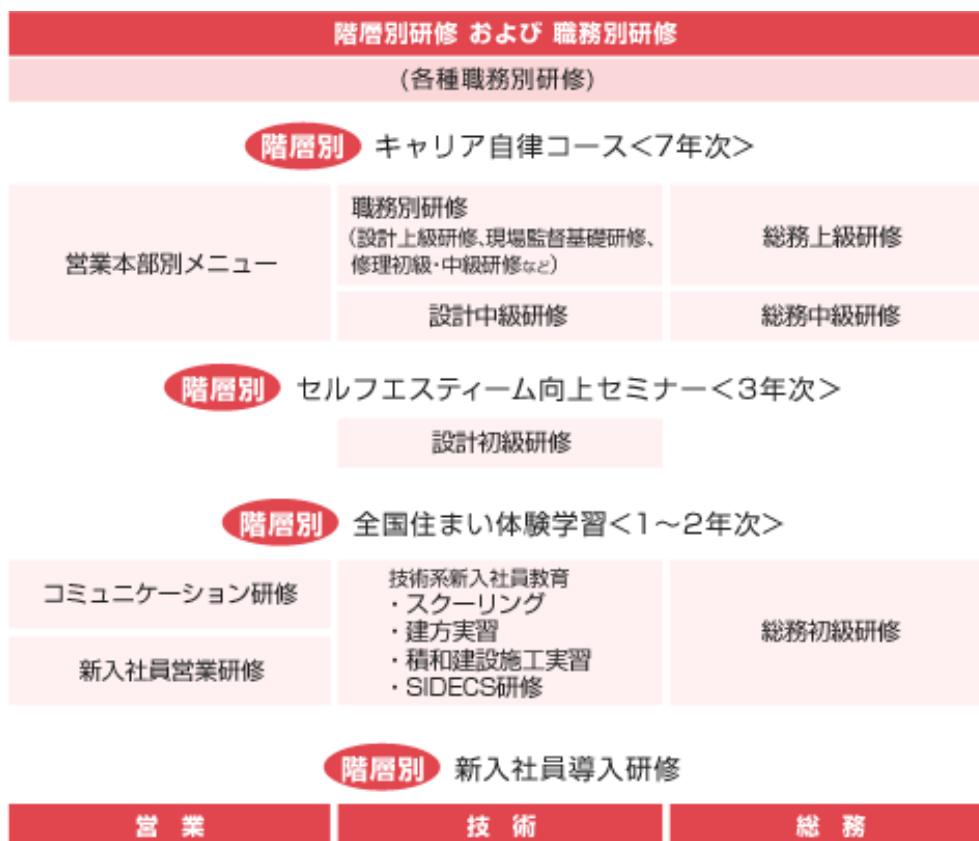 階層別研修 および 職務別研修
(各種職務別研修)
階層別 キャリア自律コース<7年次>
営業本部別メニュー
職務別研修
(設計上級研修、現場監督基礎研修、
修理初級・中級研修など)
総務上級研修
設計中級研修
総務中級研修
階層別 セルフエスティーム向上セミナー<3年次>
設計初級研修
階層別 全国住まい体験学習<1〜2年次>
コミュニケーション研修
新入社員営業研修
技術系新入社員教育
・スクーリング
・建方実習
・積和建設施工実習
・SIDECS研修
総務初級研修
階層別 新入社員導入研修
営 業
技 術
総 務